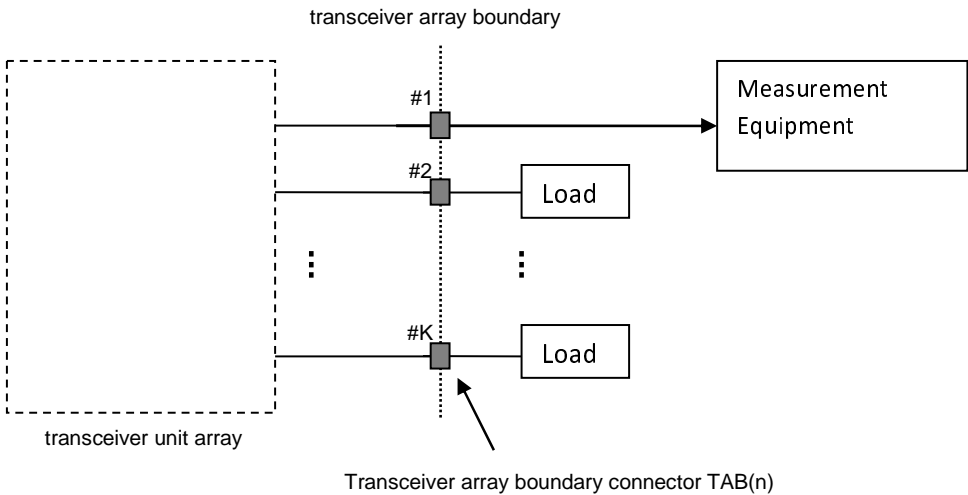 transceiver array boundary
#1
Measurement
Equipment
#2
Load
#K
Load
transceiver unit array
Transceiver array boundary connector TAB(n)